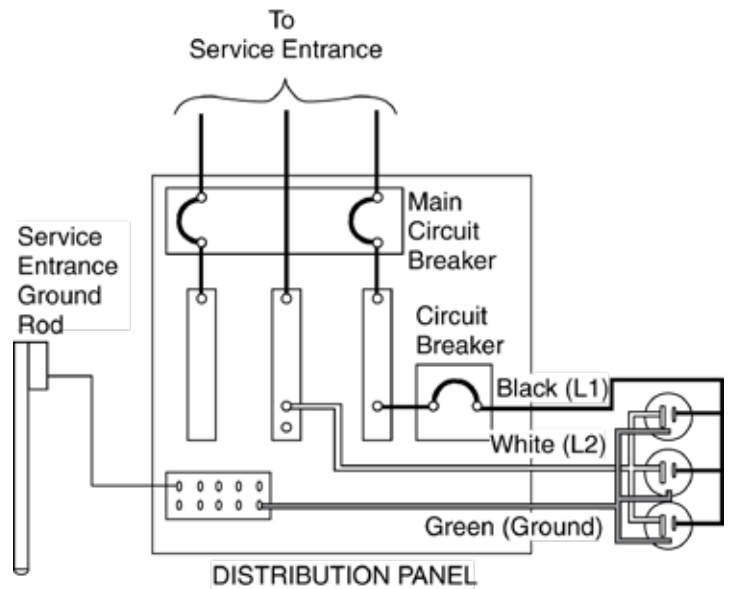 To
Service Entrance
Main
Circuit
Breaker
Service
Entrance
Ground
Rod
Circuit
Breaker
Black (L1)
White (L2)
Green (Ground)
DISTRIBUTION PANEL